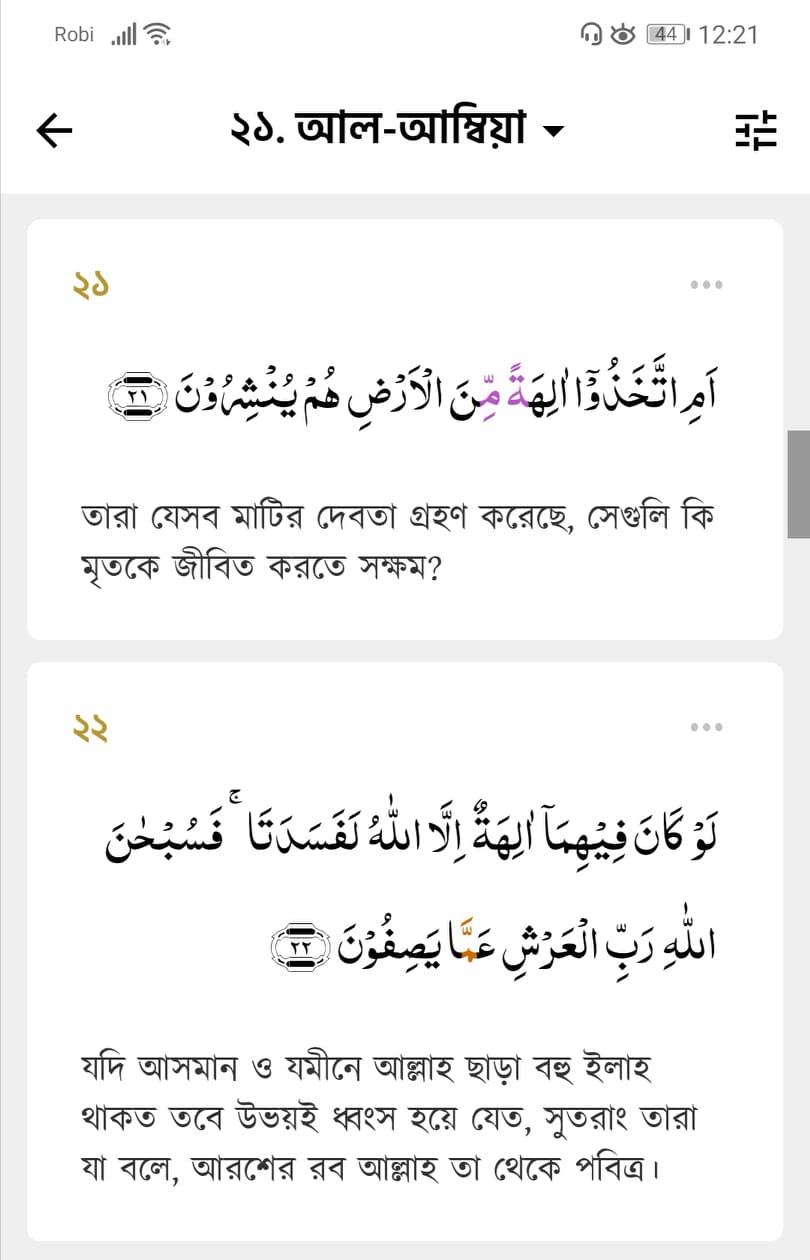 Robi 44 12:21
২১. আল-আম্বিয়া
২১
اَمِ اتَّخَذُوْۤا اٰلِهَةً مِّنَ الْاَرْضِ هُمْ يُنْشِرُوْنَ ٢١
তারা যেসব মাটির দেবতা গ্রহণ করেছে, সেগুলি কি
মৃতকে জীবিত করতে সক্ষম?
২২
لَوْ كَانَ فِيْهِمَاۤ اٰلِهَةٌ اِلَّا اللّٰهُ لَفَسَدَتَا ۚ فَسُبْحٰنَ
اللّٰهِ رَبِّ الْعَرْشِ عَمَّا يَصِفُوْنَ ٢٢
যদি আসমান ও যমীনে আল্লাহ ছাড়া বহু ইলাহ
থাকত তবে উভয়ই ধ্বংস হয়ে যেত, সুতরাং তারা
যা বলে, আরশের রব আল্লাহ তা থেকে পবিত্র।